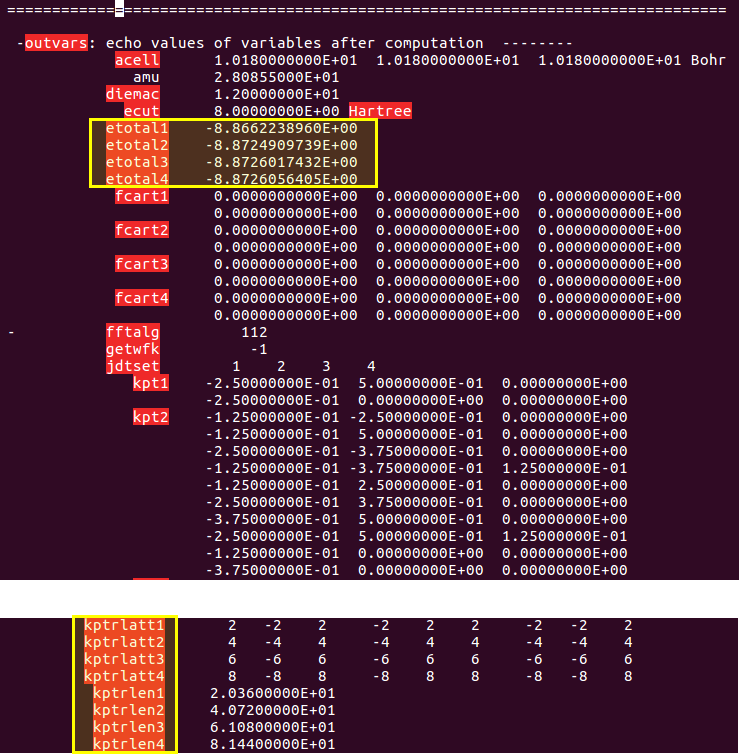 ================================================================================
-outvars: echo values of variables after computation  --------
acell      1.0180000000E+01  1.0180000000E+01  1.0180000000E+01 Bohr
amu      2.80855000E+01
diemac      1.20000000E+01
ecut      8.00000000E+00 Hartree
etotal1    -8.8662238960E+00
etotal2    -8.8724909739E+00
etotal3    -8.8726017432E+00
etotal4    -8.8726056405E+00
fcart1     0.0000000000E+00  0.0000000000E+00  0.0000000000E+00
0.0000000000E+00  0.0000000000E+00  0.0000000000E+00
fcart2     0.0000000000E+00  0.0000000000E+00  0.0000000000E+00
0.0000000000E+00  0.0000000000E+00  0.0000000000E+00
fcart3     0.0000000000E+00  0.0000000000E+00  0.0000000000E+00
0.0000000000E+00  0.0000000000E+00  0.0000000000E+00
fcart4     0.0000000000E+00  0.0000000000E+00  0.0000000000E+00
0.0000000000E+00  0.0000000000E+00  0.0000000000E+00
-          fftalg         112
getwfk          -1
jdtset        1    2    3    4
kpt1    -2.50000000E-01  5.00000000E-01  0.00000000E+00
-2.50000000E-01  0.00000000E+00  0.00000000E+00
kpt2    -1.25000000E-01 -2.50000000E-01  0.00000000E+00
-1.25000000E-01  5.00000000E-01  0.00000000E+00
-2.50000000E-01 -3.75000000E-01  0.00000000E+00
-1.25000000E-01 -3.75000000E-01  1.25000000E-01
-1.25000000E-01  2.50000000E-01  0.00000000E+00
-2.50000000E-01  3.75000000E-01  0.00000000E+00
-3.75000000E-01  5.00000000E-01  0.00000000E+00
-2.50000000E-01  5.00000000E-01  1.25000000E-01
-1.25000000E-01  0.00000000E+00  0.00000000E+00
-3.75000000E-01  0.00000000E+00  0.00000000E+00
kptrlatt1        2   -2    2     -2    2    2     -2   -2    2
kptrlatt2        4   -4    4     -4    4    4     -4   -4    4
kptrlatt3        6   -6    6     -6    6    6     -6   -6    6
kptrlatt4        8   -8    8     -8    8    8     -8   -8    8
kptrlen1     2.03600000E+01
kptrlen2     4.07200000E+01
kptrlen3     6.10800000E+01
kptrlen4     8.14400000E+01